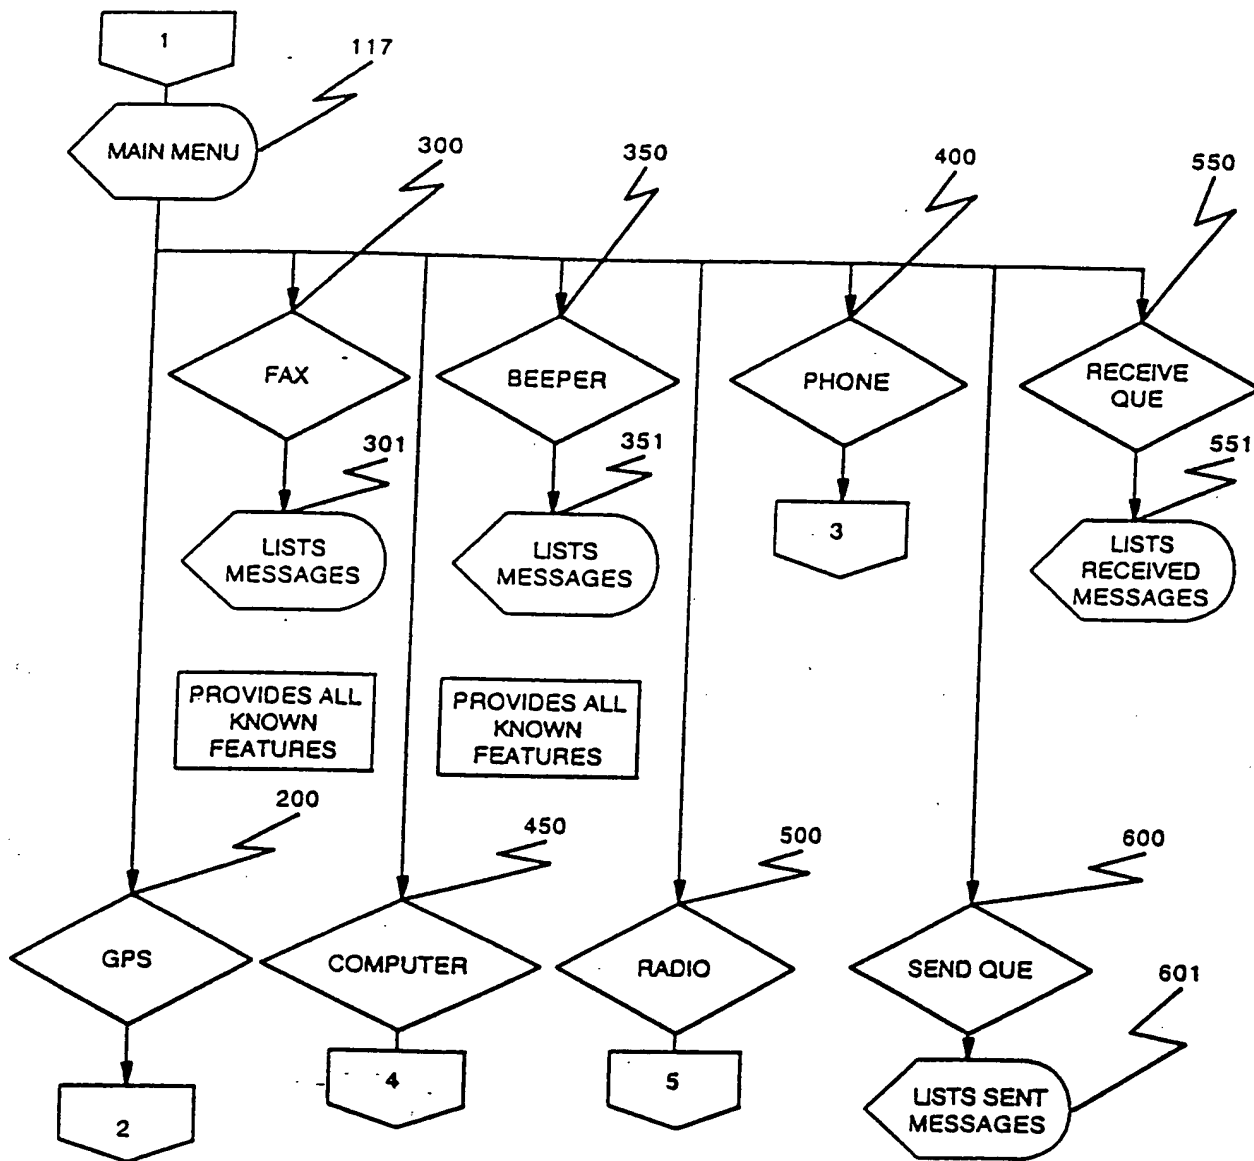 1
117
MAIN MENU
300
350
400
550
FAX
BEEPER
PHONE
RECEIVE
QUE
301
351
551
LISTS
MESSAGES
LISTS
MESSAGES
3
LISTS
RECEIVED
MESSAGES
PROVIDES ALL
KNOWN
FEATURES
PROVIDES ALL
KNOWN
FEATURES
200
450
500
600
GPS
COMPUTER
RADIO
SEND QUE
601
2
4
5
LISTS SENT
MESSAGES